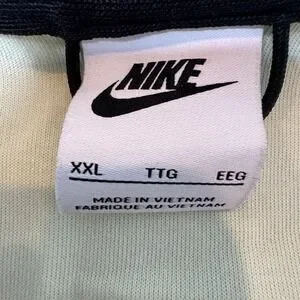 NIKE
XXL TTG EEG
MADE IN VIETNAM
FABRIQUE AU VIETNAM